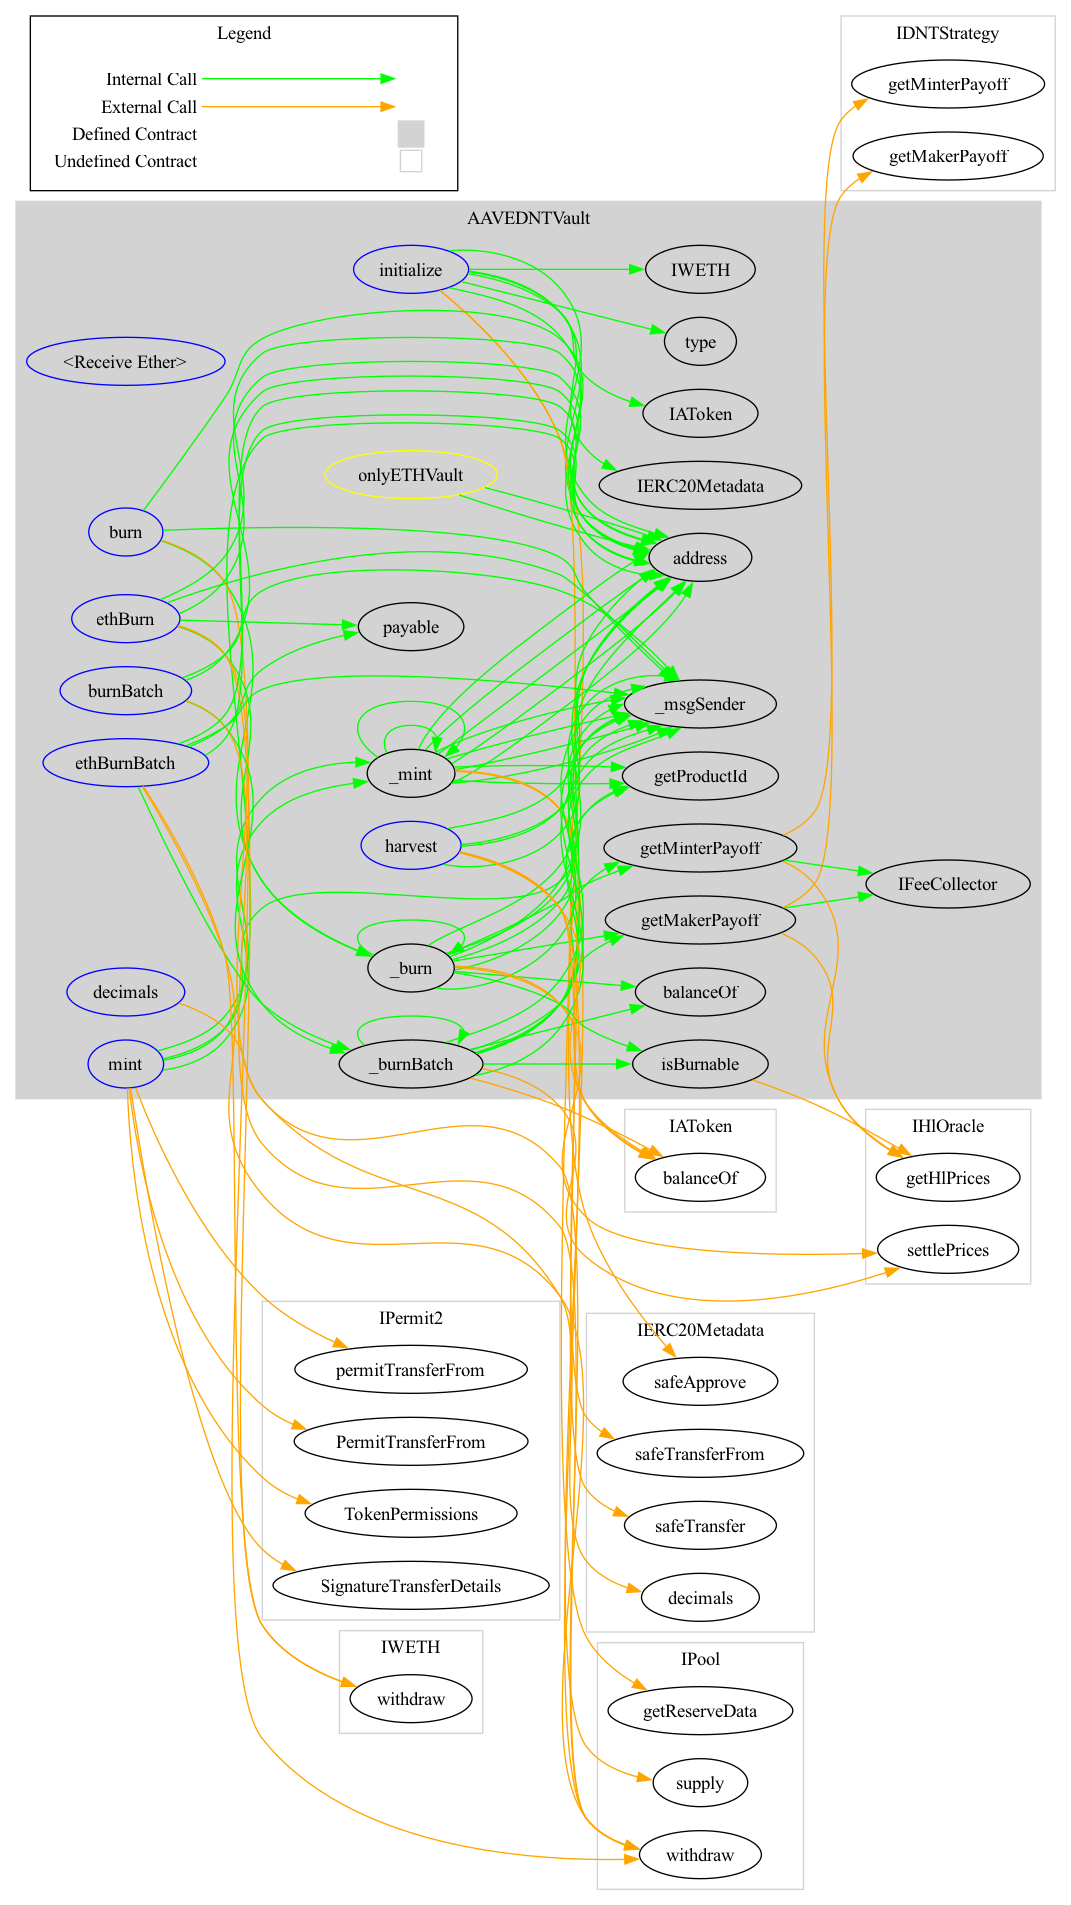 Legend
Internal Call
External Call
Defined Contract
Undefined Contract
IDNTStrategy
getMinterPayoff
getMakerPayoff
AAVEDNTVault
<Receive Ether>
burn
ethBurn
burnBatch
ethBurnBatch
decimals
mint
initialize
onlyETHVault
payable
_mint
harvest
_burn
_burnBatch
IWETH
type
IAToken
IERC20Metadata
address
_msgSender
getProductId
getMinterPayoff
getMakerPayoff
balanceOf
isBurnable
IFeeCollector
IAToken
balanceOf
IHlOracle
getHlPrices
settlePrices
IPermit2
permitTransferFrom
PermitTransferFrom
TokenPermissions
SignatureTransferDetails
IERC20Metadata
safeApprove
safeTransferFrom
safeTransfer
decimals
IWETH
withdraw
IPool
getReserveData
supply
withdraw